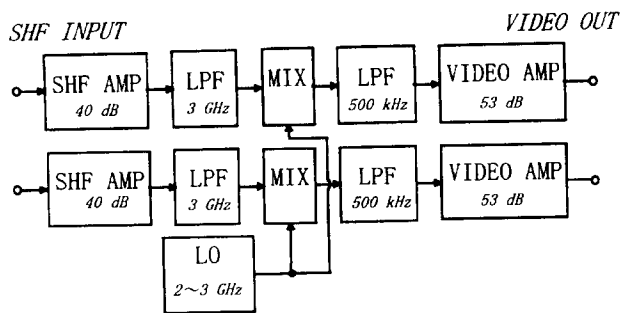 SHF INPUT
VIDEO OUT
SHF AMP
40 dB
LPF
3 GHz
MIX
LPF
500 kHz
VIDEO AMP
53 dB
SHF AMP
40 dB
LPF
3 GHz
MIX
LPF
500 kHz
VIDEO AMP
53 dB
LO
2～3 GHz